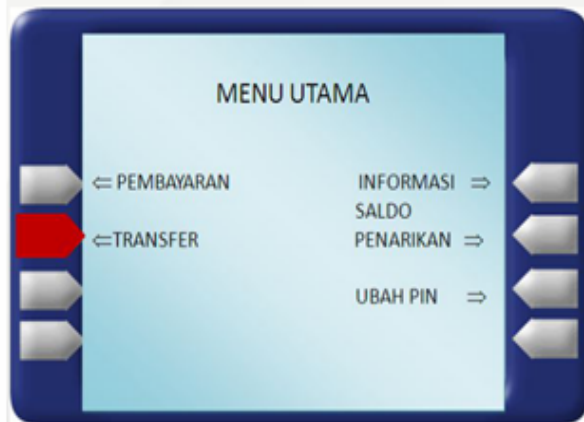 MENU UTAMA
⇐ PEMBAYARAN
INFORMASI ⇒
SALDO
⇐TRANSFER
PENARIKAN ⇒
UBAH PIN ⇒